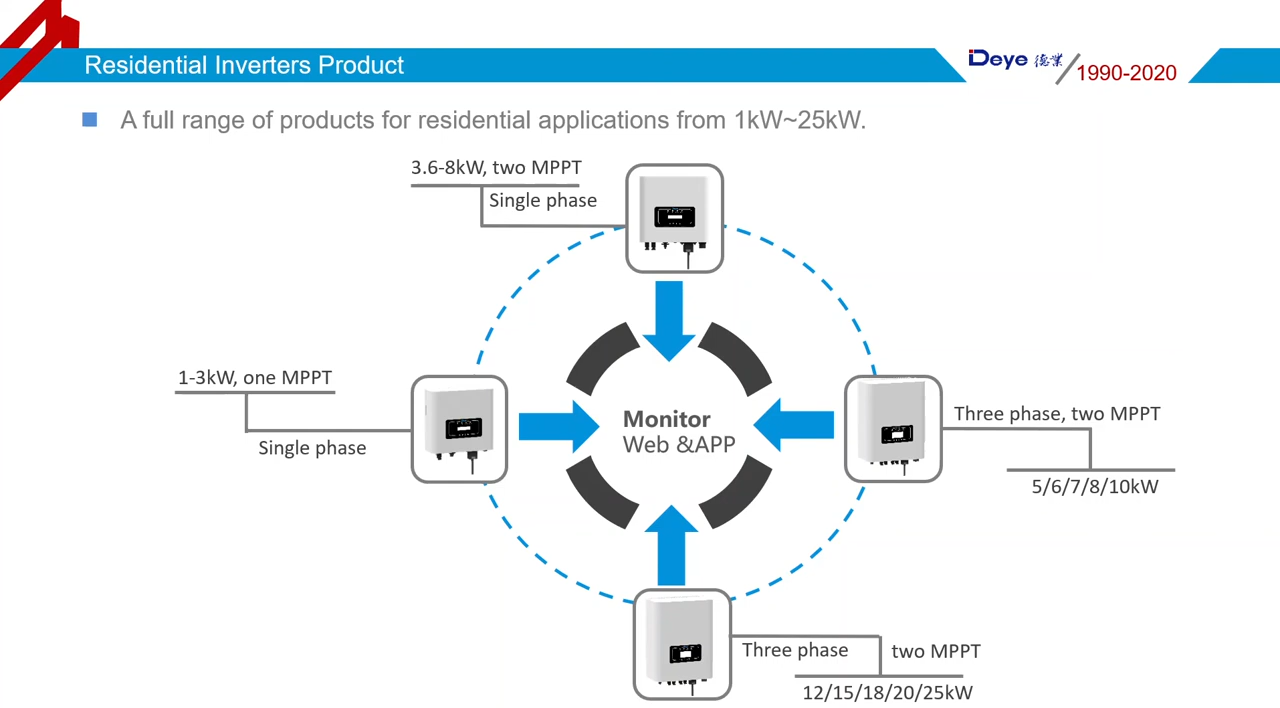 Residential Inverters Product
Deye 德業
1990-2020
A full range of products for residential applications from 1kW~25kW.
3.6-8kW, two MPPT
Single phase
1-3kW, one MPPT
Single phase
Monitor
Web &APP
Three phase, two MPPT
5/6/7/8/10kW
Three phase
two MPPT
12/15/18/20/25kW